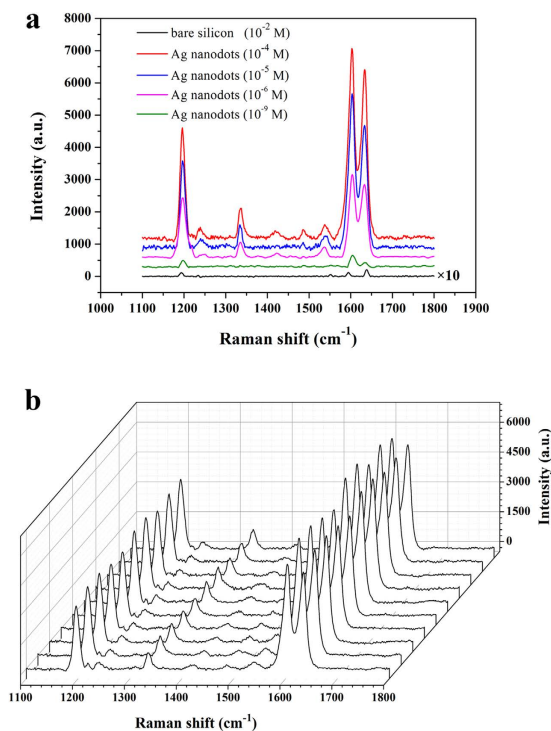 a
8000
7000
6000
5000
4000
3000
2000
1000
0
Intensity (a.u.)
bare silicon (10⁻² M)
Ag nanodots (10⁻⁴ M)
Ag nanodots (10⁻⁵ M)
Ag nanodots (10⁻⁶ M)
Ag nanodots (10⁻⁹ M)
×10
1000 1100 1200 1300 1400 1500 1600 1700 1800 1900
Raman shift (cm⁻¹)
b
6000
4500
3000
1500
0
Intensity (a.u.)
1100 1200 1300 1400 1500 1600 1700 1800
Raman shift (cm⁻¹)